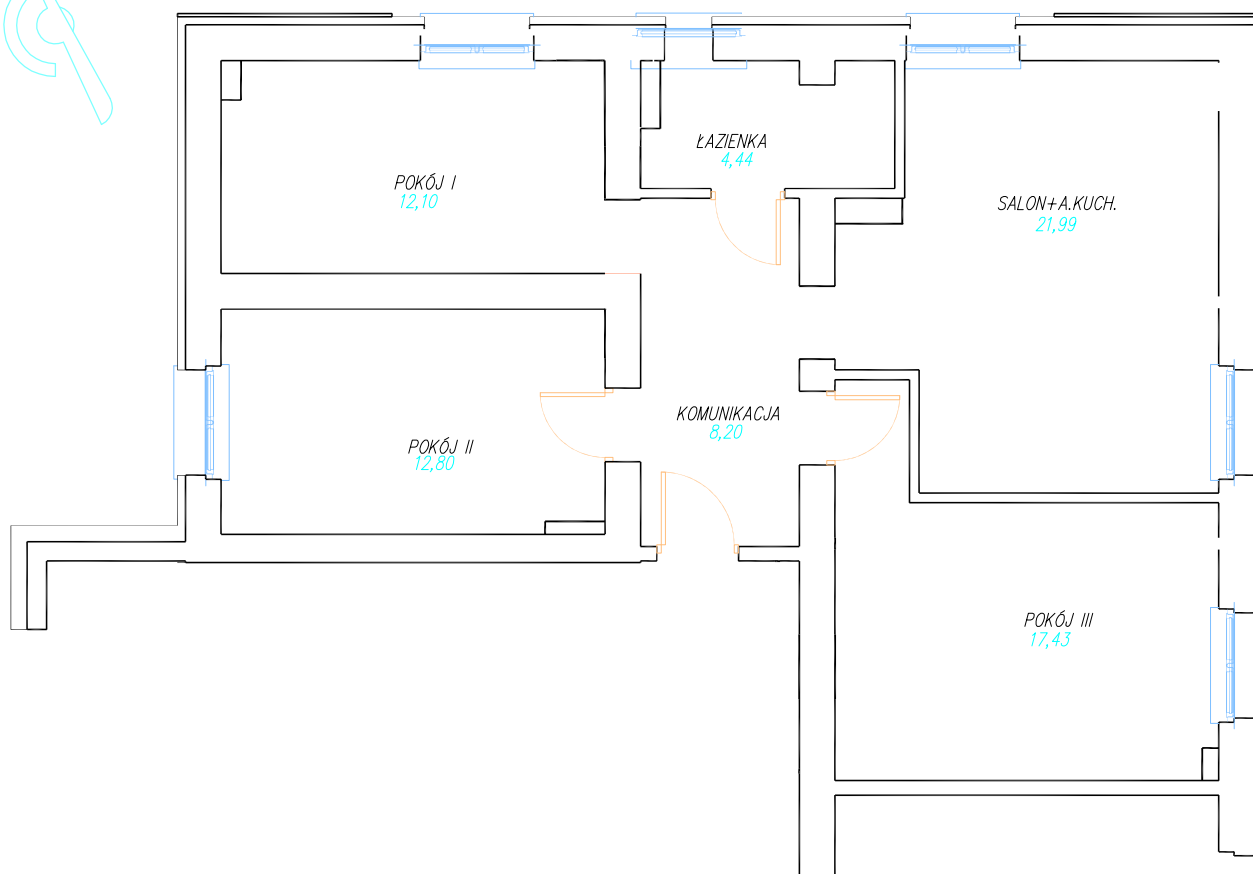 ŁAZIENKA
4,44
POKÓJ I
12,10
SALON+A.KUCH.
21,99
KOMUNIKACJA
8,20
POKÓJ II
12,80
POKÓJ III
17,43